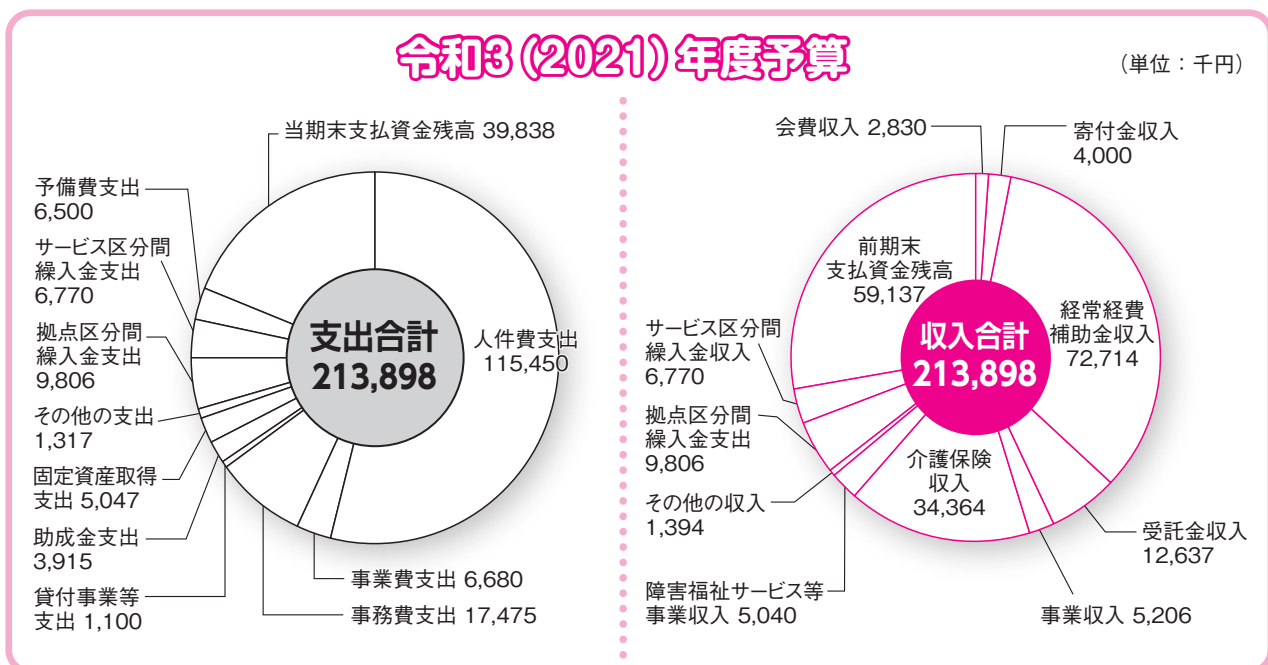 令和3(2021)年度予算
(単位:千円)
当期末支払資金残高 39,838
予備費支出
6,500
サービス区分間
繰入金支出
6,770
拠点区分間
繰入金支出
9,806
その他の支出
1,317
固定資産取得
支出 5,047
助成金支出
3,915
貸付事業等
支出 1,100
支出合計
213,898
人件費支出
115,450
事業費支出 6,680
事務費支出 17,475
会費収入 2,830
寄付金収入
4,000
前期末
支払資金残高
59,137
サービス区分間
繰入金収入
6,770
拠点区分間
繰入金支出
9,806
その他の収入
1,394
障害福祉サービス等
事業収入 5,040
収入合計
213,898
経常経費
補助金収入
72,714
介護保険
収入
34,364
受託金収入
12,637
事業収入 5,206